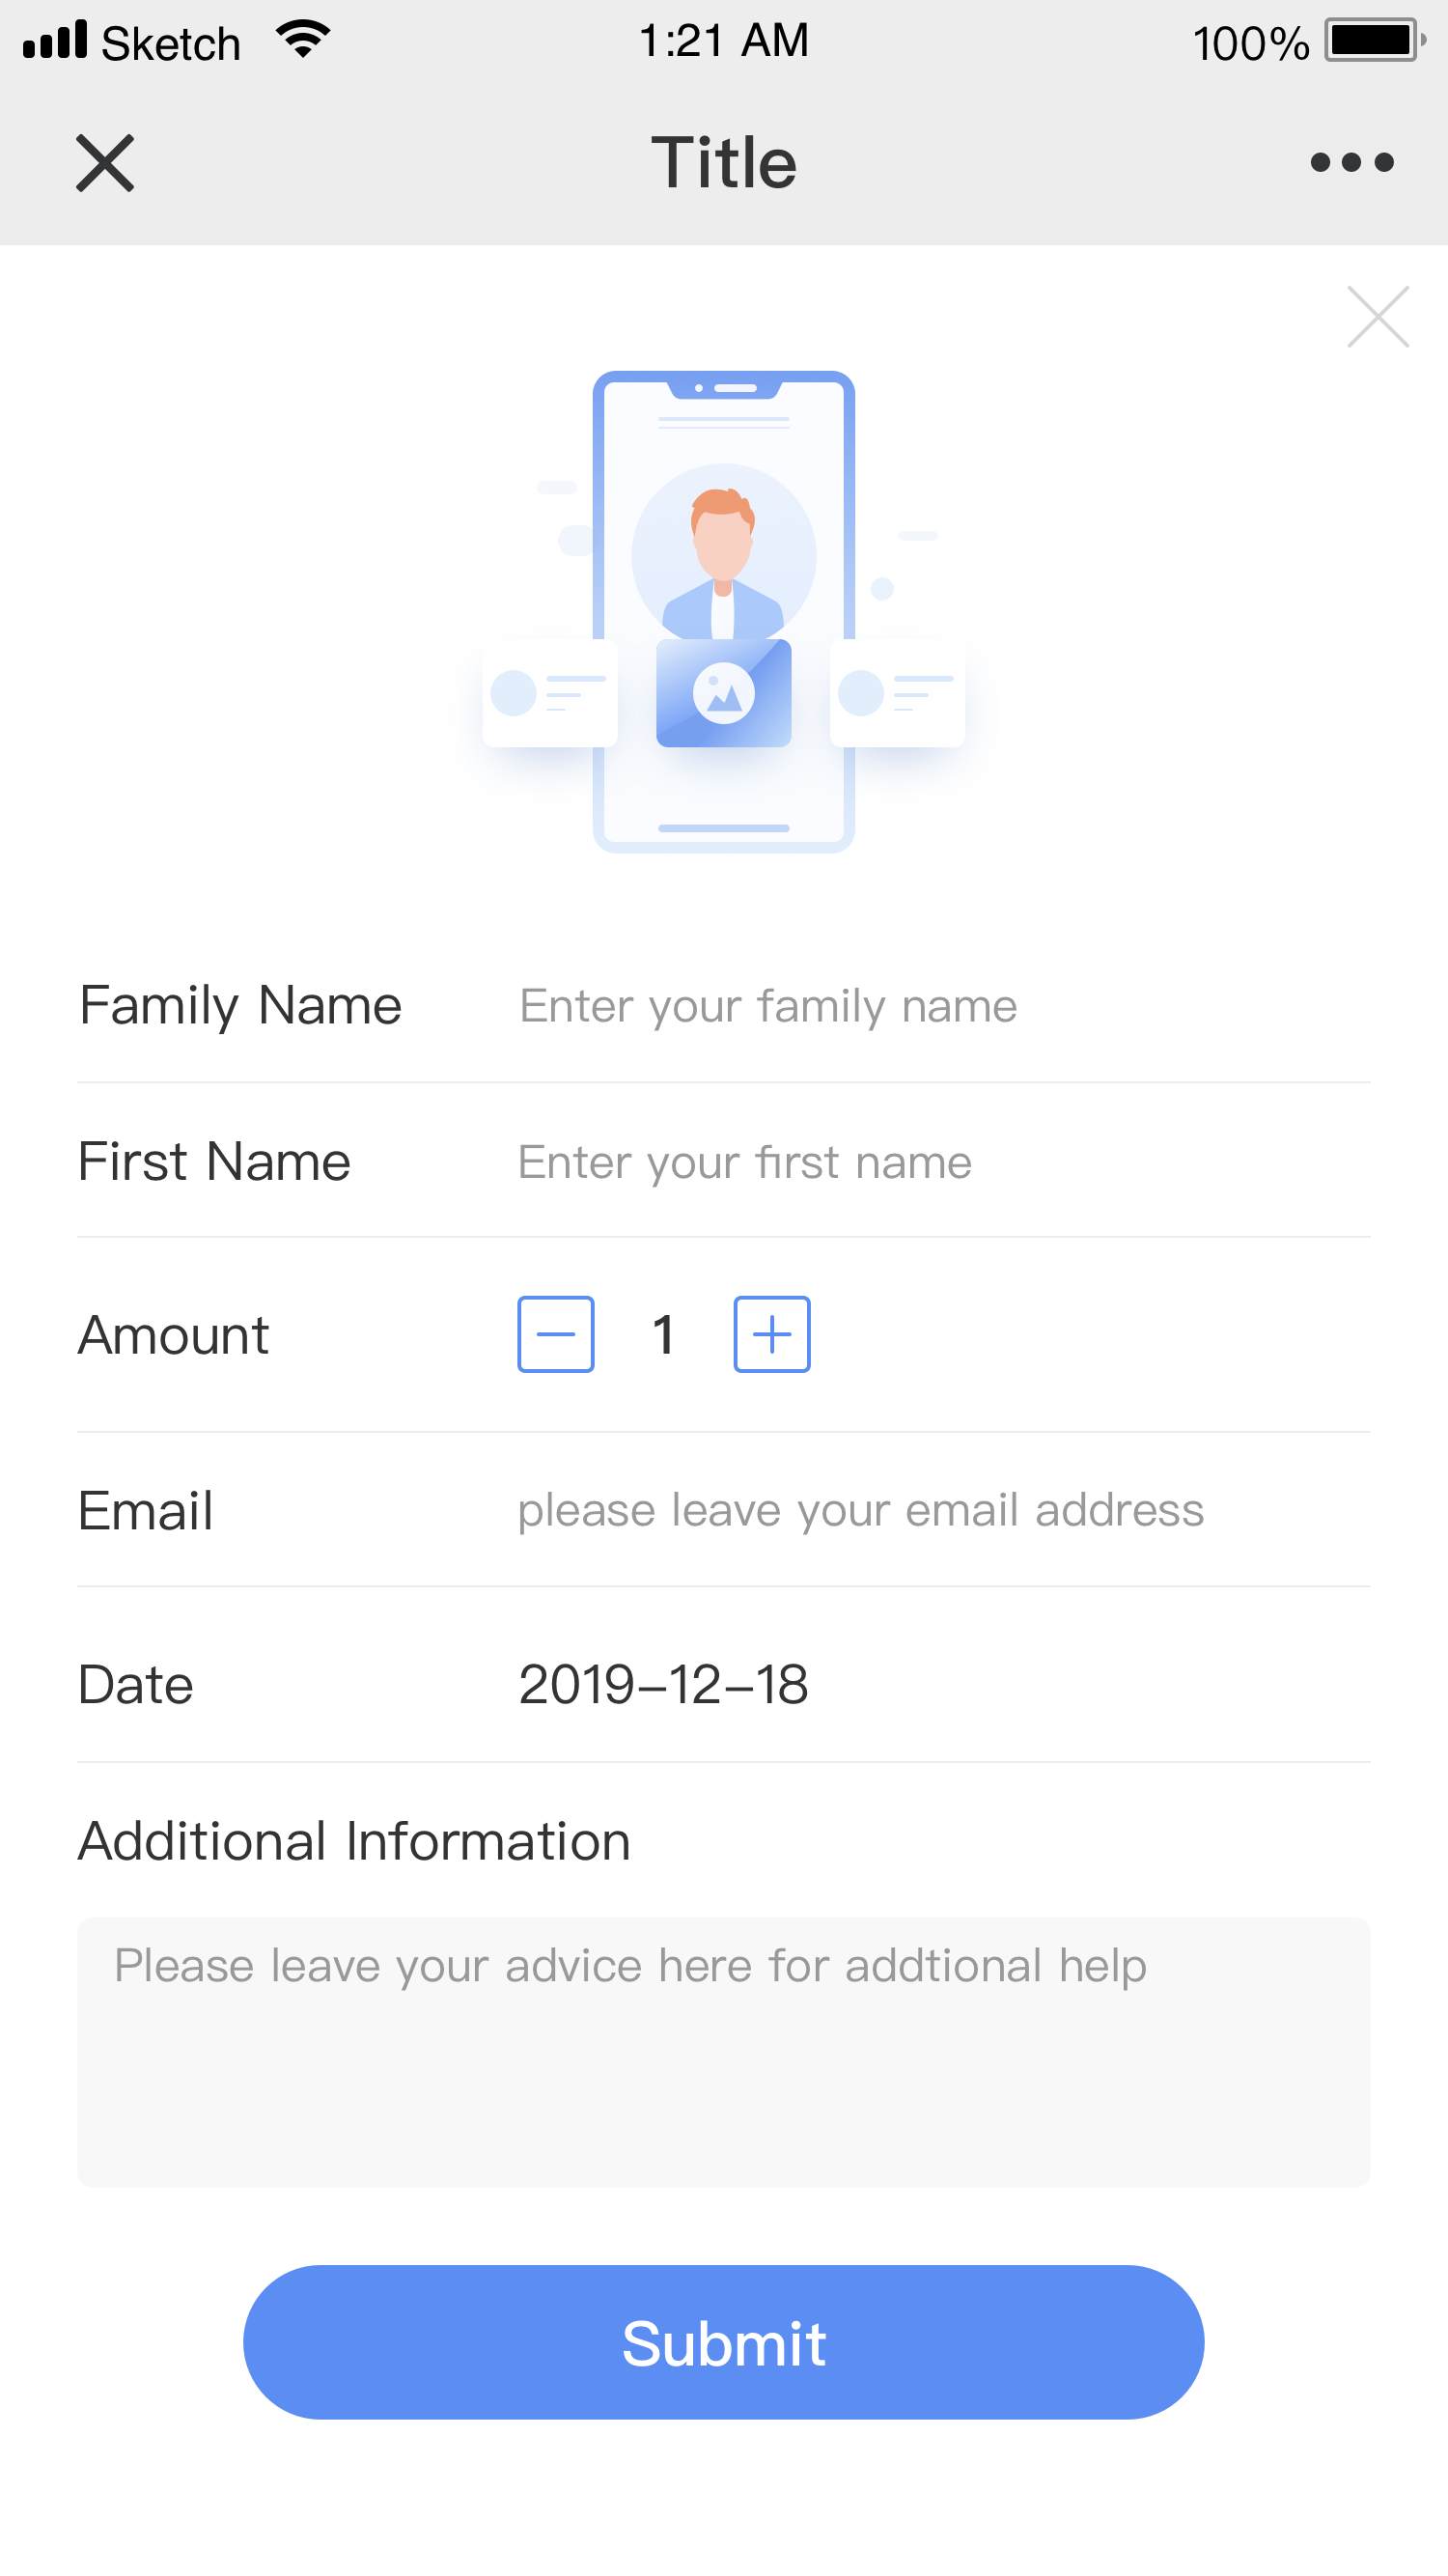 Sketch 1:21 AM 100%
Title
Family Name Enter your family name
First Name Enter your first name
Amount 1
Email please leave your email address
Date 2019-12-18
Additional Information
Please leave your advice here for addtional help
Submit